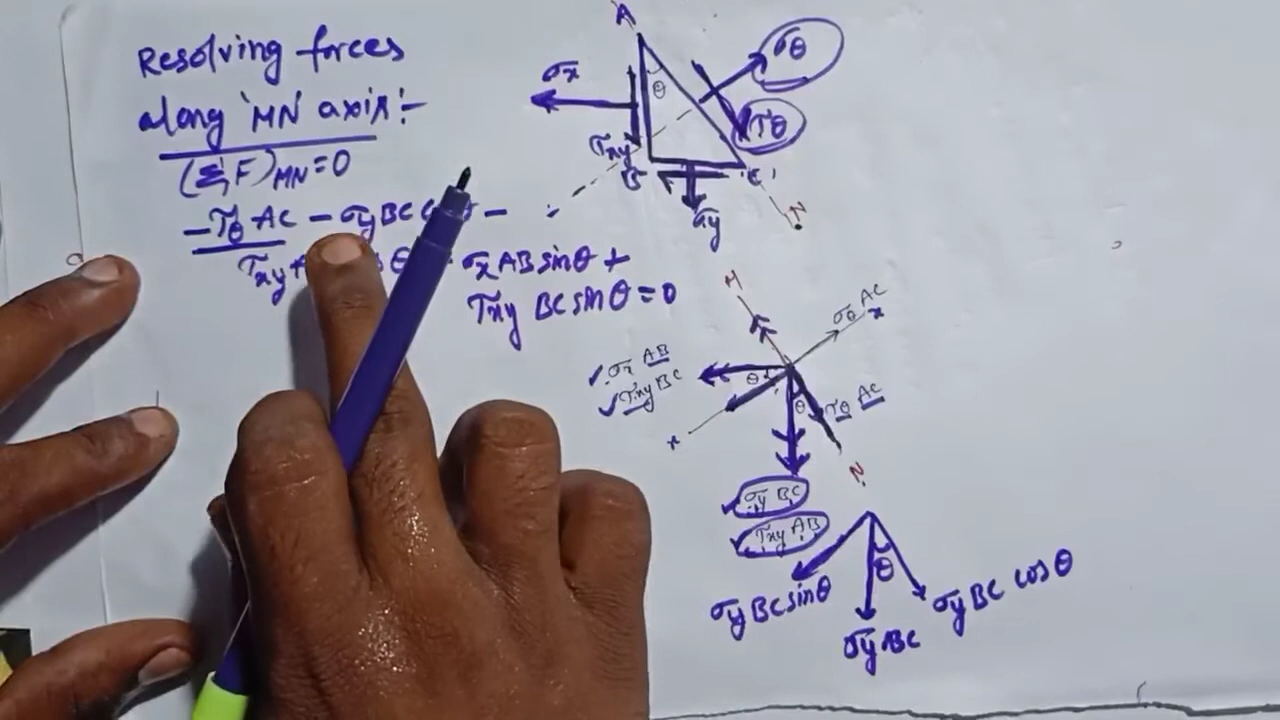 Resolving forces
along 'MN' axis:-
(Σ F)MN = 0
-τθ AC - σy BC
τxy σx AB sinθ +
τxy BC sinθ = 0
A
θ
σx
σθ
τθ
τxy
B
C
σy
N
M
σθ AC
x
σx AB
τxy BC
θ
θ
τθ AC
x
N
σy BC
τxy AB
θ
σy BC sinθ
σy BC cosθ
σy BC